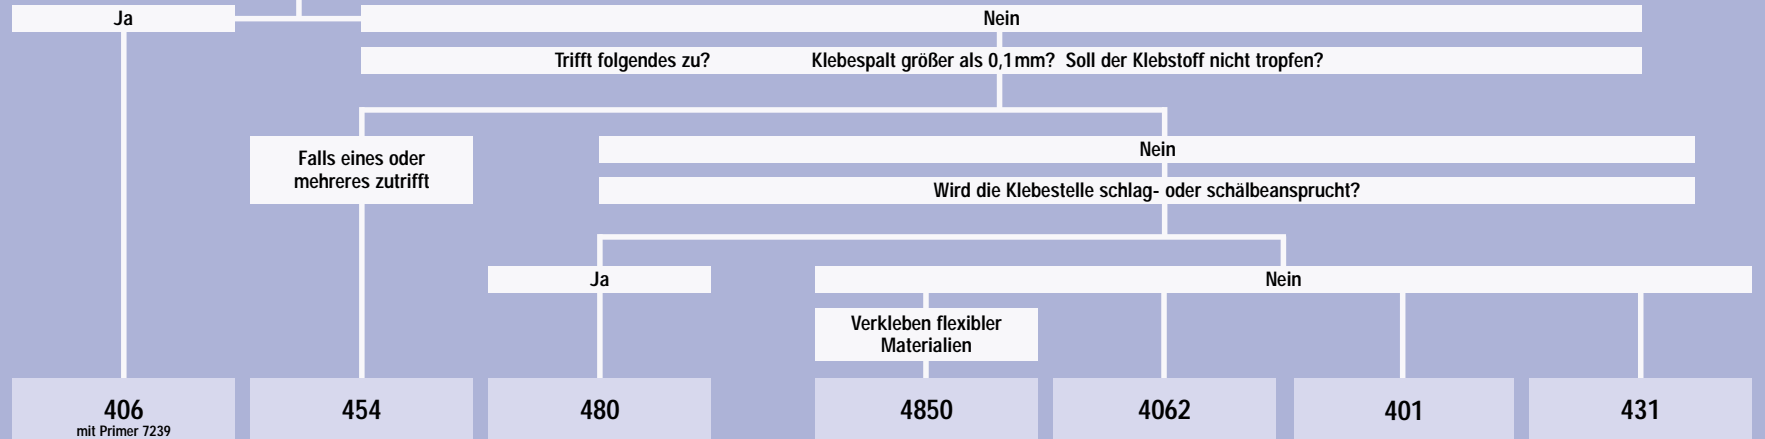 Ja
Nein
Trifft folgendes zu? Klebespalt größer als 0,1mm? Soll der Klebstoff nicht tropfen?
Falls eines oder
mehreres zutrifft
Nein
Wird die Klebestelle schlag- oder schälbeansprucht?
Ja
Nein
Verkleben flexibler
Materialien
406
mit Primer 7239
454
480
4850
4062
401
431